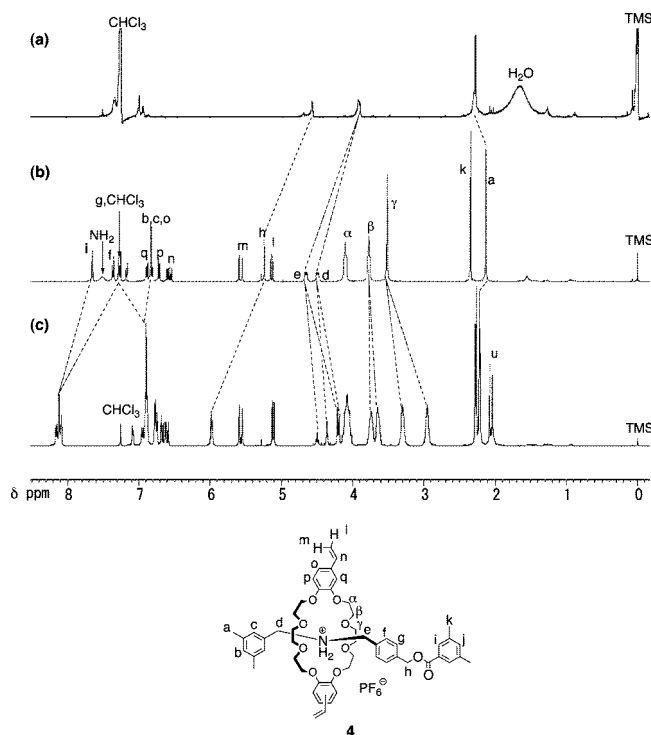 CHCl3
TMS
(a)
H2O
(b)
g,CHCl3
NH2
i
f
b,c,o
q
p
n
m
h
l
e
d
α
β
γ
k
a
TMS
(c)
CHCl3
u
TMS
δ ppm 8 7 6 5 4 3 2 1 0
m H H l
n
o
p
q
O O α
β
O O γ
a c d
b
N + H2
e f g
O O
h O
i k j
O O
O O
PF6 ⊖
4